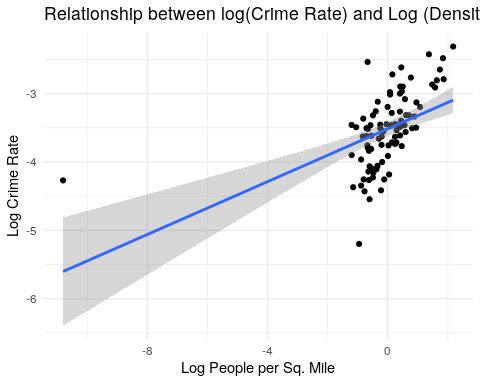 Relationship between log(Crime Rate) and Log (Densit
-3
-4
-5
-6
Log Crime Rate
-8
-4
0
Log People per Sq. Mile